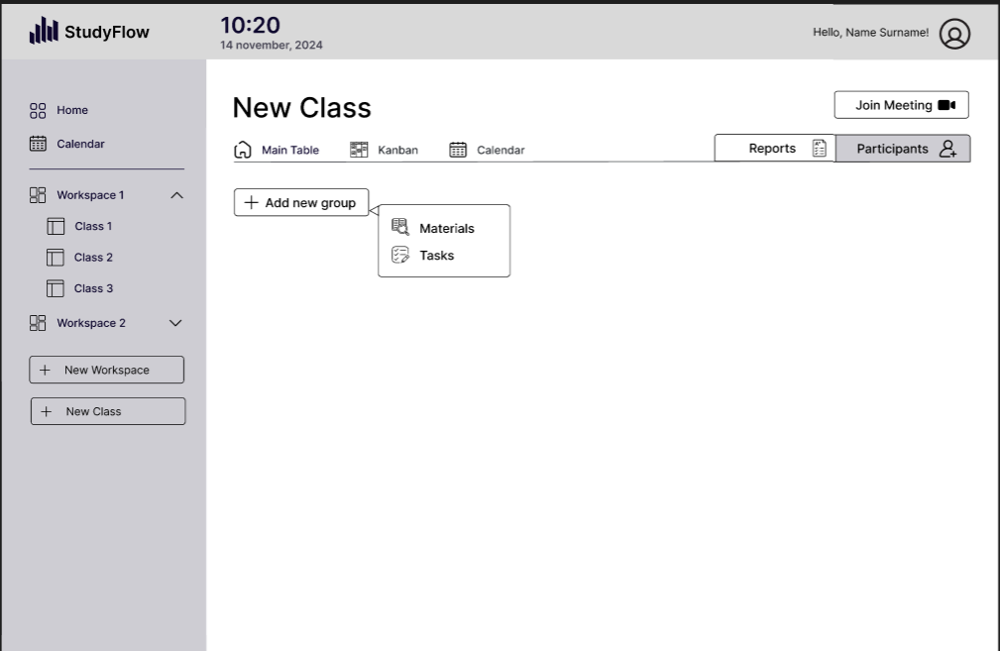 StudyFlow
10:20
14 november, 2024
Hello, Name Surname!
Home
Calendar
Workspace 1
Class 1
Class 2
Class 3
Workspace 2
New Workspace
New Class
New Class
Join Meeting
Main Table
Kanban
Calendar
Reports
Participants
Add new group
Materials
Tasks